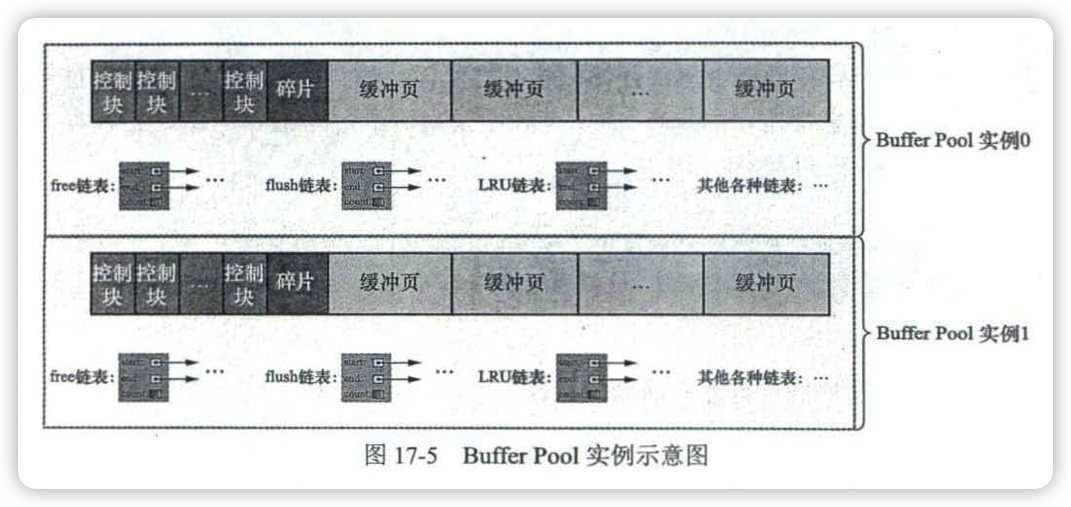 控制块 控制块 … 控制块 碎片 缓冲页 缓冲页 … 缓冲页
Buffer Pool 实例0
free链表: start end count … flush链表: start end count … LRU链表: start end count … 其他各种链表: …
控制块 控制块 … 控制块 碎片 缓冲页 缓冲页 … 缓冲页
Buffer Pool 实例1
free链表: start end count … flush链表: start end count … LRU链表: start end count … 其他各种链表: …
图 17-5 Buffer Pool 实例示意图